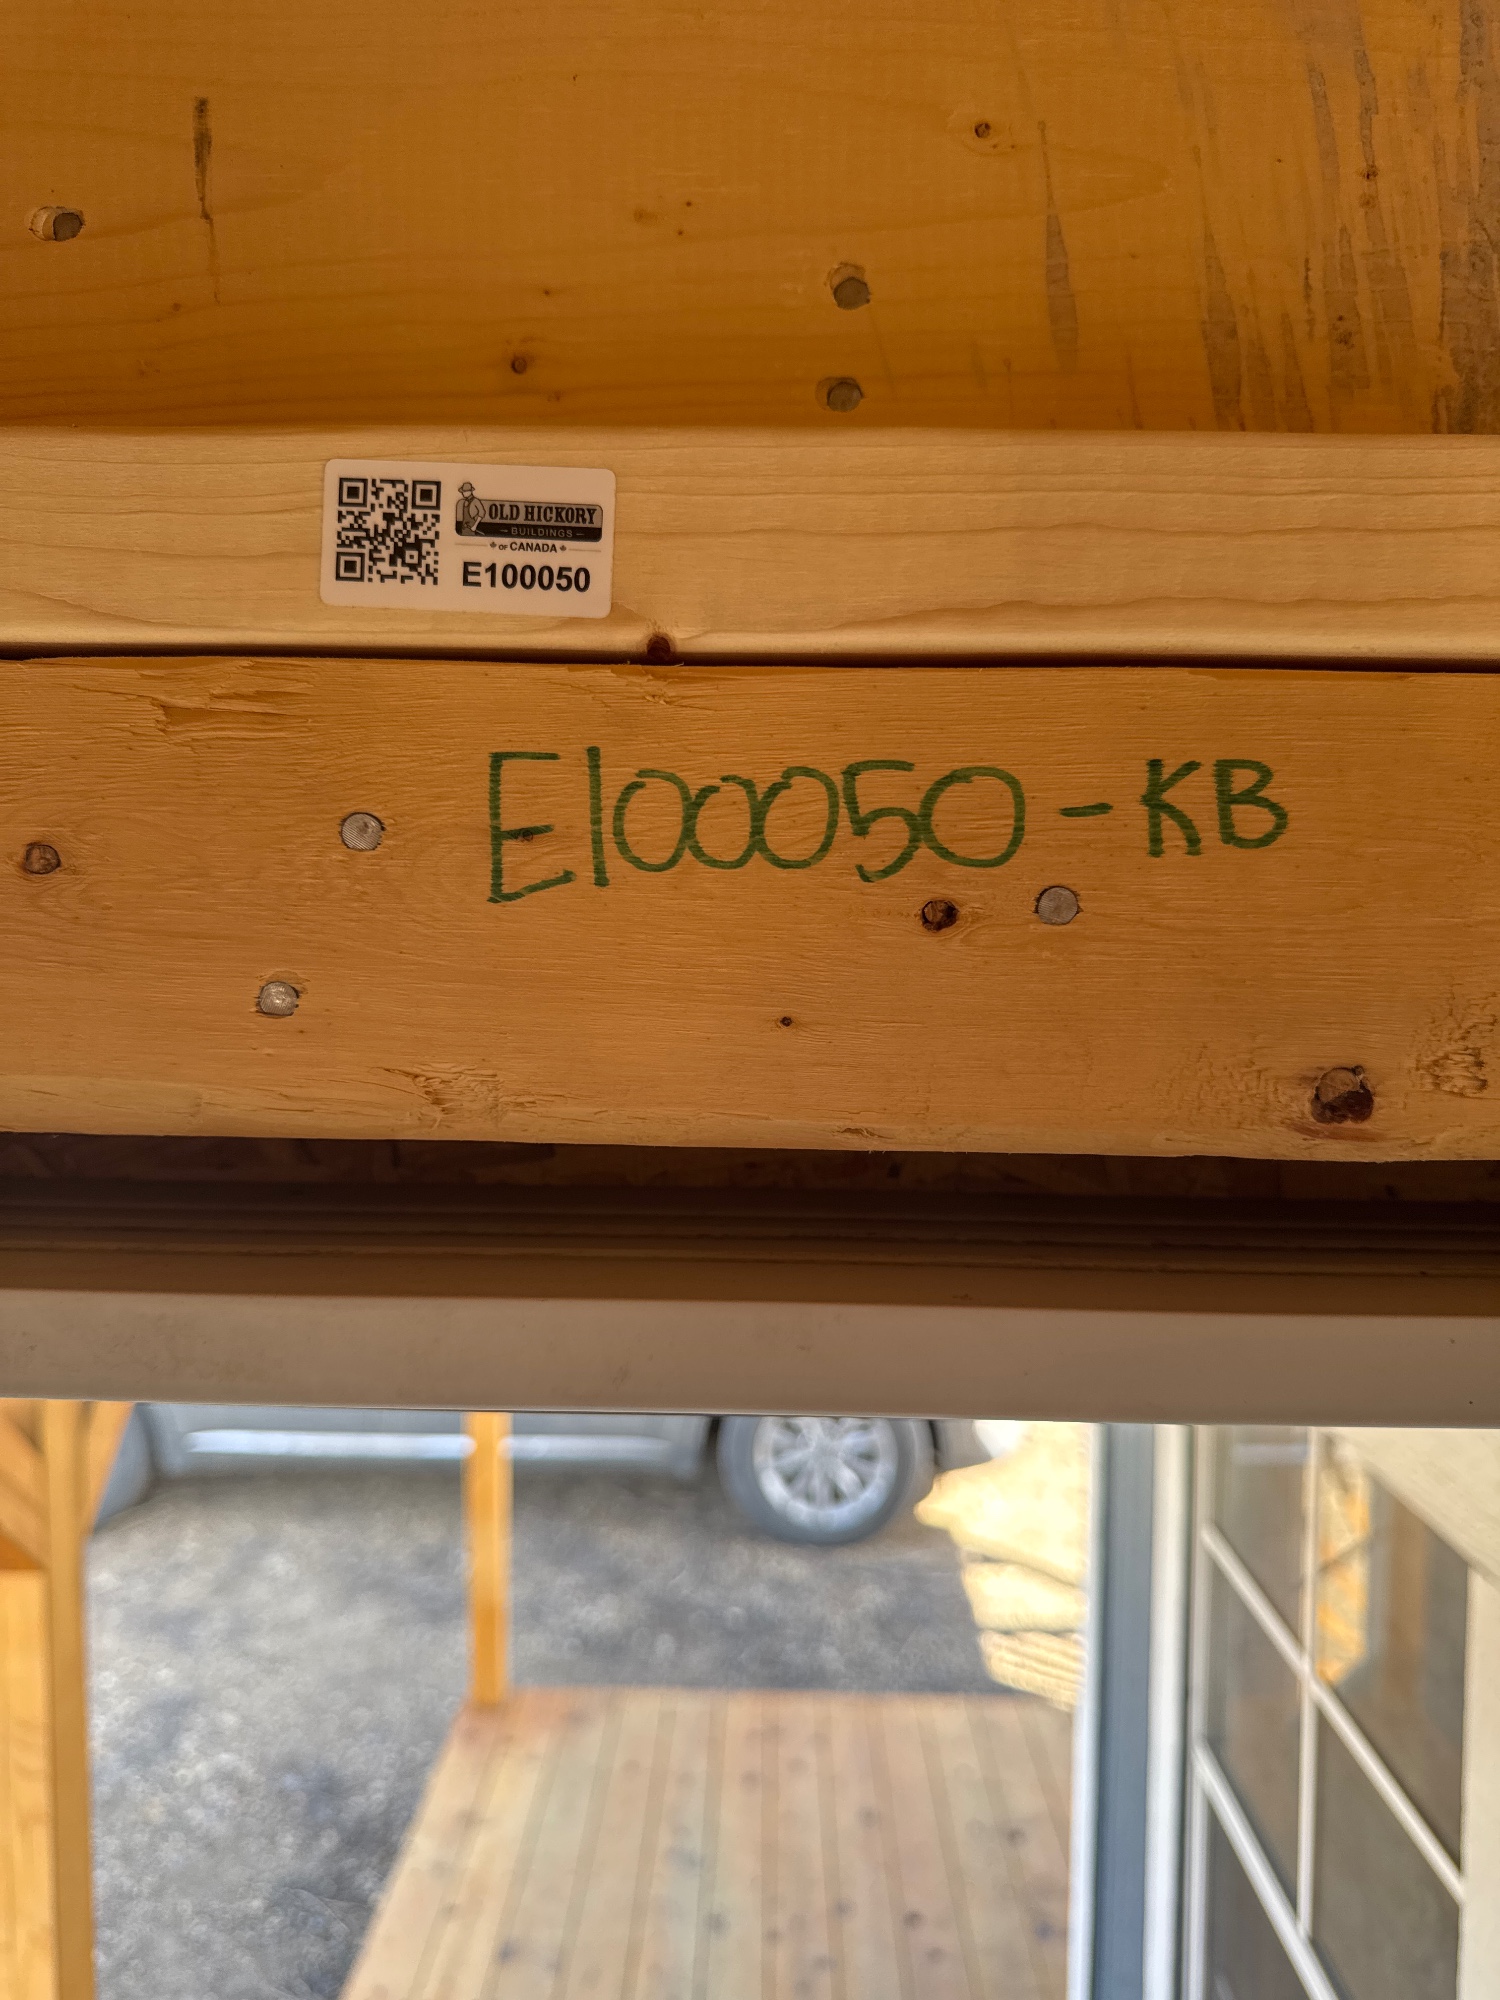 OLD HICKORY
BUILDINGS
OF CANADA
E100050
E100050-KB